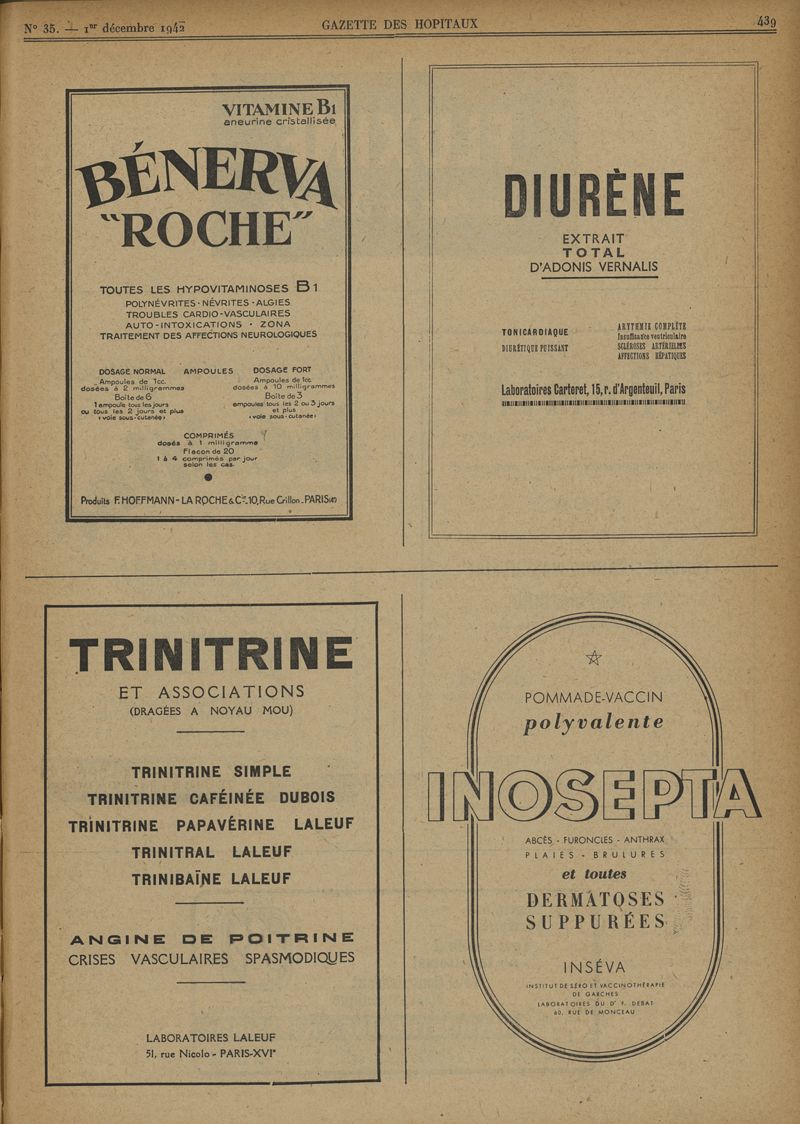 N° 35. — 1er décembre 1942
GAZETTE DES HOPITAUX
439
VITAMINE B1
aneurine cristallisée
BÉNERVA
"ROCHE"
TOUTES LES HYPOVITAMINOSES B1
POLYNÉVRITES · NÉVRITES · ALGIES
TROUBLES CARDIO-VASCULAIRES
AUTO-INTOXICATIONS · ZONA
TRAITEMENT DES AFFECTIONS NEUROLOGIQUES
DOSAGE NORMAL AMPOULES DOSAGE FORT
Ampoules de 1cc.
dosées à 2 milligrammes
Boîte de 6
1 ampoule tous les jours
ou tous les 2 jours et plus
(voie sous-cutanée)
Ampoules de 1cc.
dosées à 10 milligrammes
Boîte de 3
ampoules tous les 2 ou 3 jours
et plus
(voie sous-cutanée)
COMPRIMÉS
dosés à 1 milligramme
Flacon de 20
1 à 4 comprimés par jour
selon les cas.
Produits F. HOFFMANN-LA ROCHE & Cie. 10, Rue Crillon. PARIS (4e)
DIURÈNE
EXTRAIT
TOTAL
D'ADONIS VERNALIS
TONICARDIAQUE
DIURÉTIQUE PUISSANT
ARYTHMIE COMPLÈTE
Insuffisance ventriculaire
SCLÉROSES ARTÉRIELLES
AFFECTIONS HÉPATIQUES
Laboratoires Carteret, 15, r. d'Argenteuil, Paris
TRINITRINE
ET ASSOCIATIONS
(DRAGÉES A NOYAU MOU)
TRINITRINE SIMPLE
TRINITRINE CAFÉINÉE DUBOIS
TRINITRINE PAPAVÉRINE LALEUF
TRINITRAL LALEUF
TRINIBAÏNE LALEUF
ANGINE DE POITRINE
CRISES VASCULAIRES SPASMODIQUES
LABORATOIRES LALEUF
51, rue Nicolo - PARIS-XVIe
POMMADE-VACCIN
polyvalente
INOSEPTA
ABCÈS - FURONCLES - ANTHRAX
PLAIES - BRULURES
et toutes
DERMATOSES
SUPPURÉES
INSÉVA
INSTITUT DE SÉRO ET VACCINOTHÉRAPIE
DE GARCHES
LABORATOIRES DU Dr F. DEBAT
60, RUE DE MONCEAU